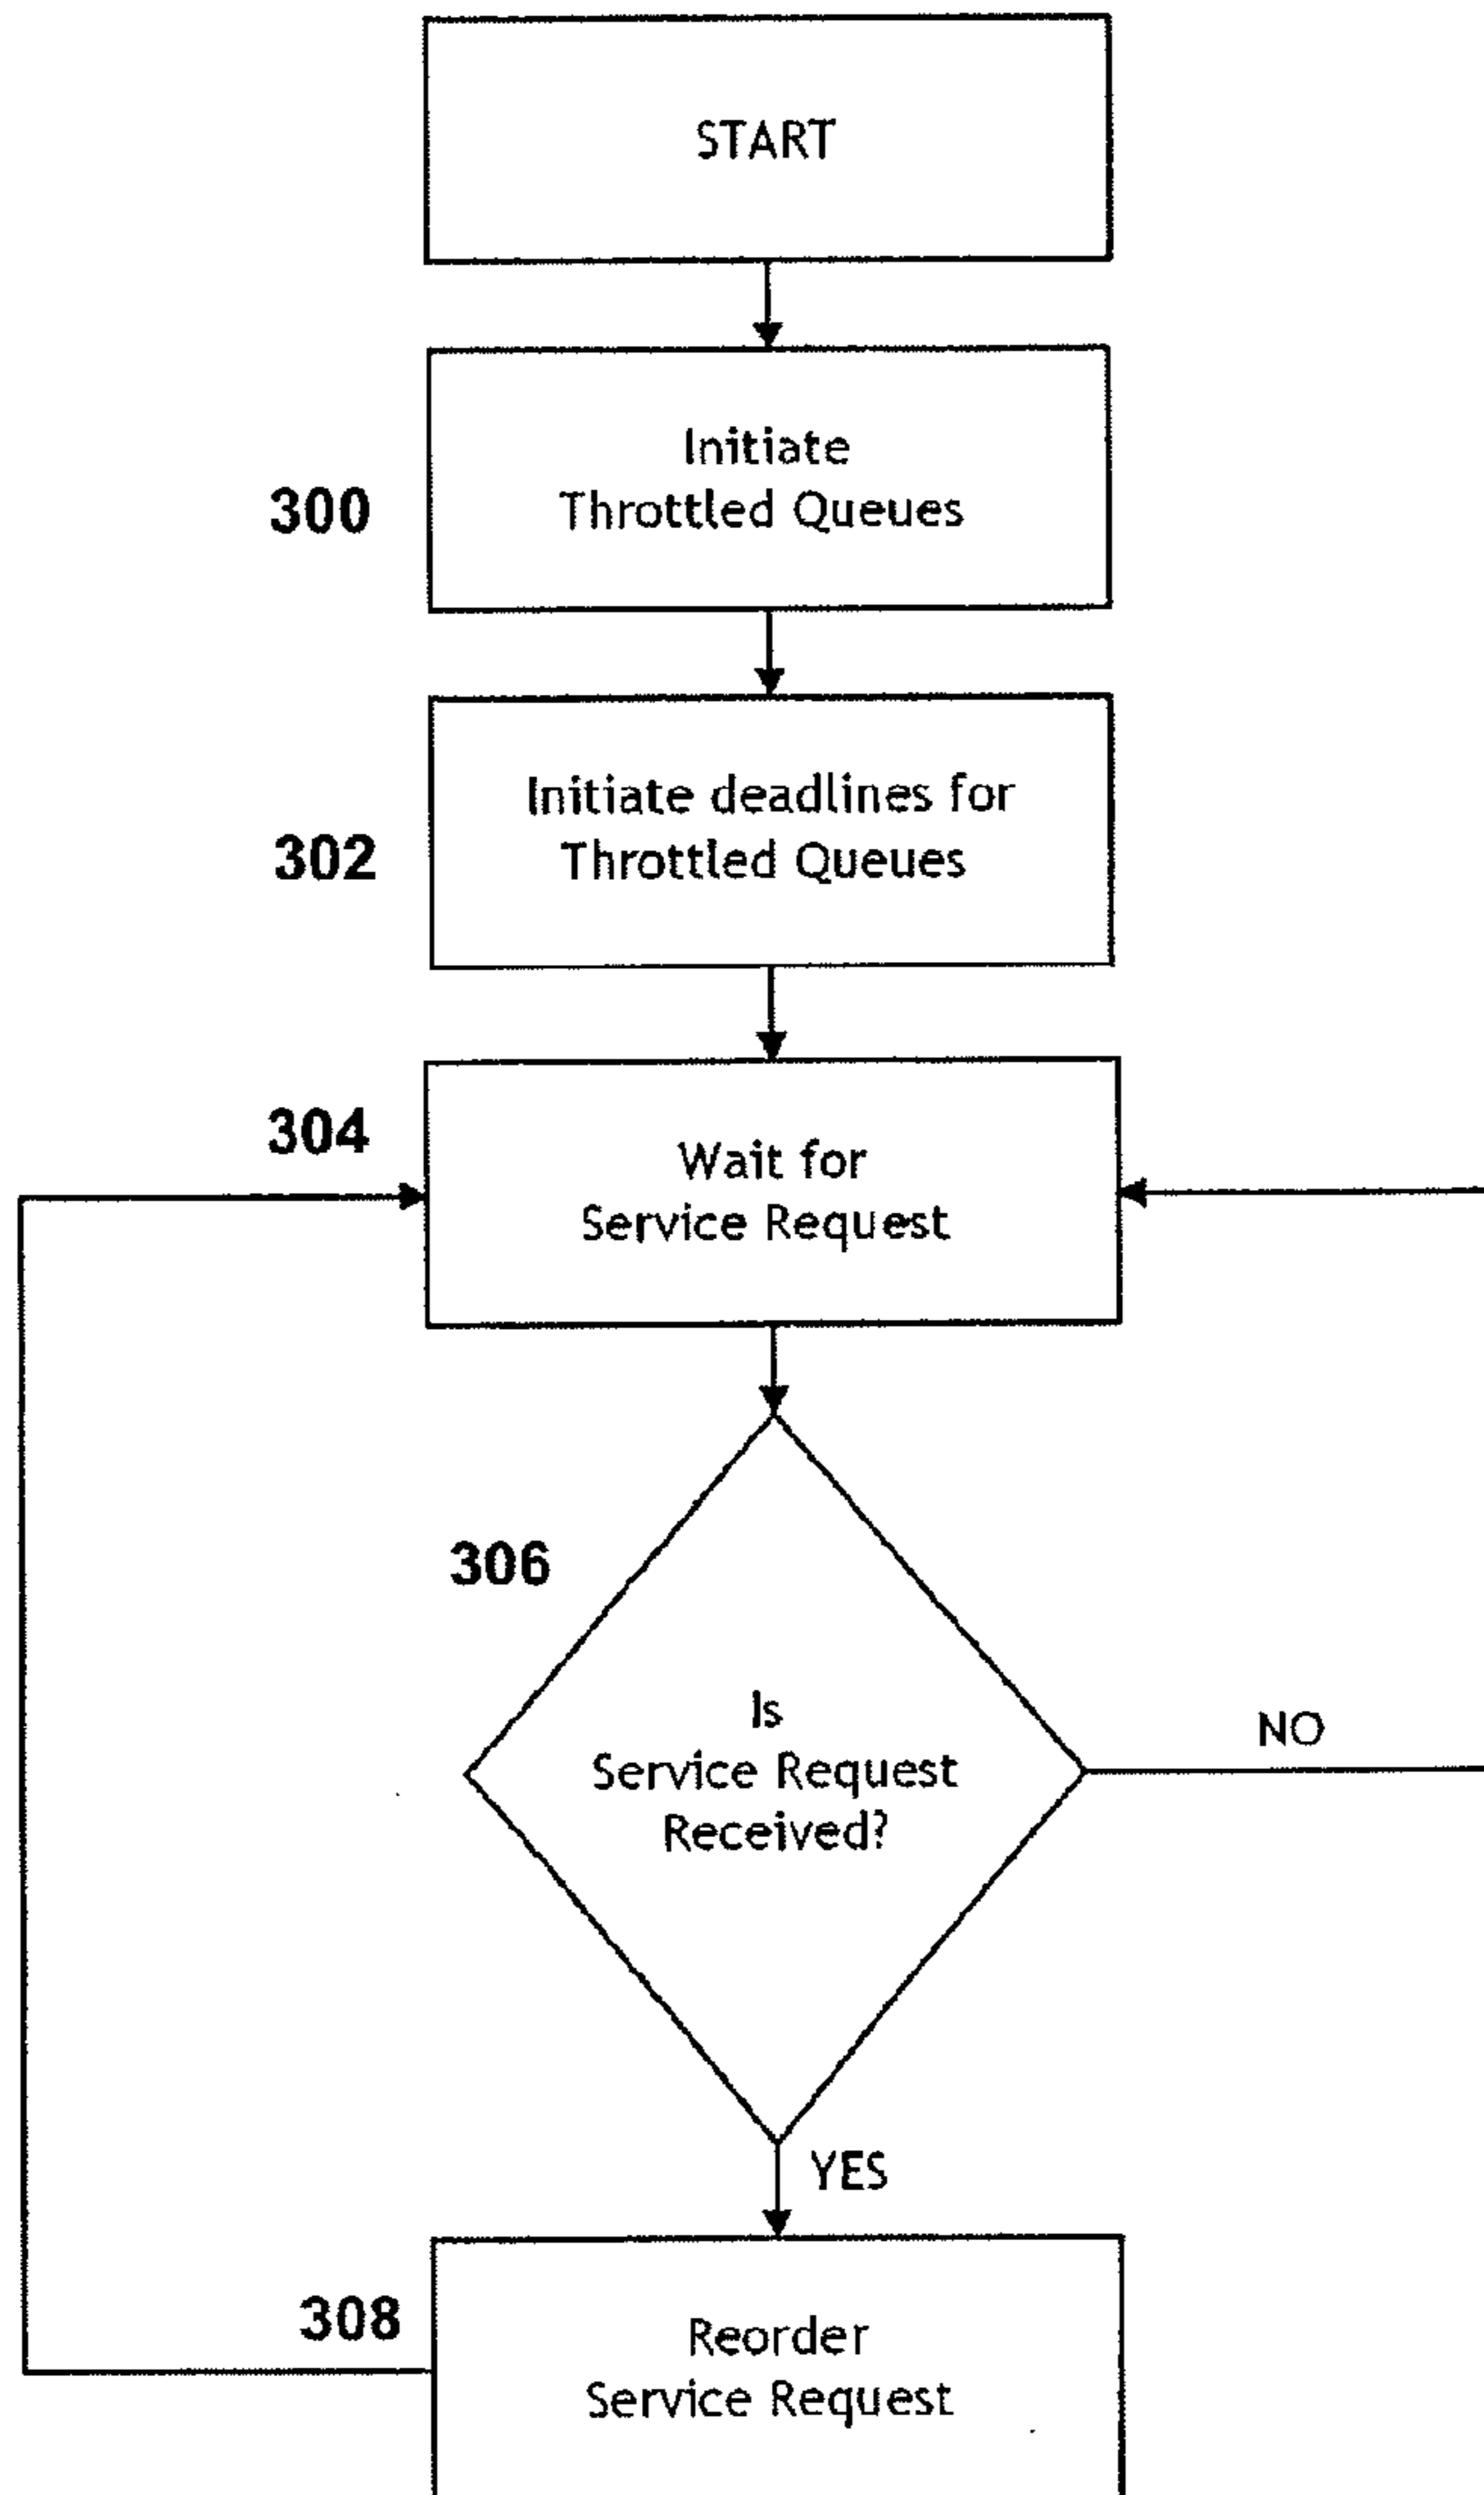 START
Initiate
Throttled Queues
300
Initiate deadlines for
Throttled Queues
302
304
Wait for
Service Request
306
Is
Service Request
Received?
NO
YES
308
Reorder
Service Request